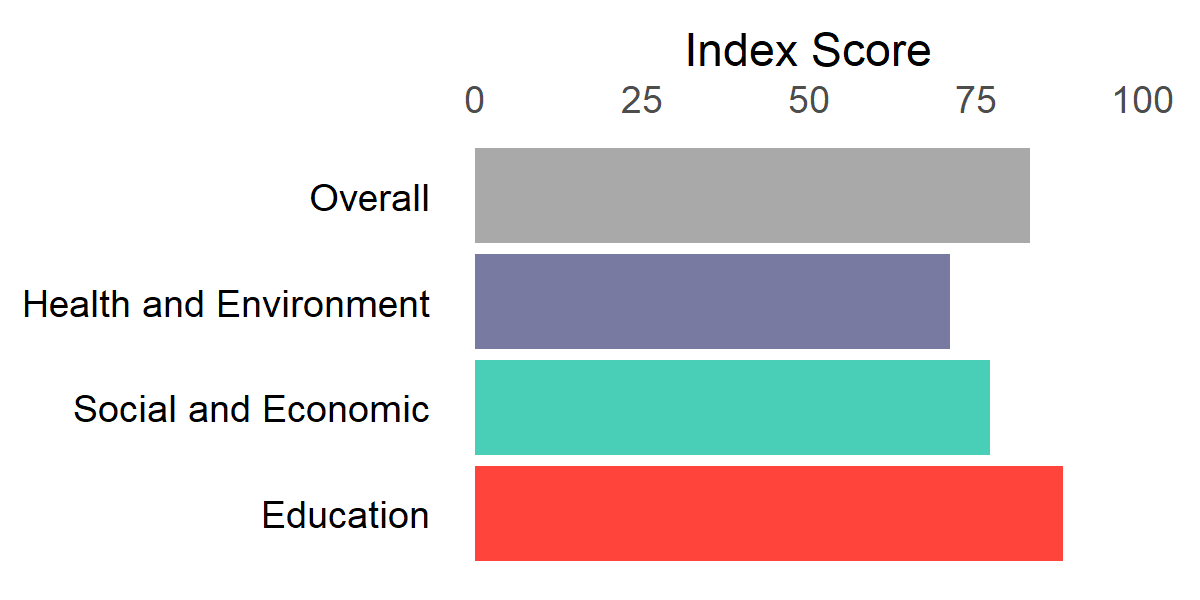 Index Score
0 25 50 75 100
Overall
Health and Environment
Social and Economic
Education